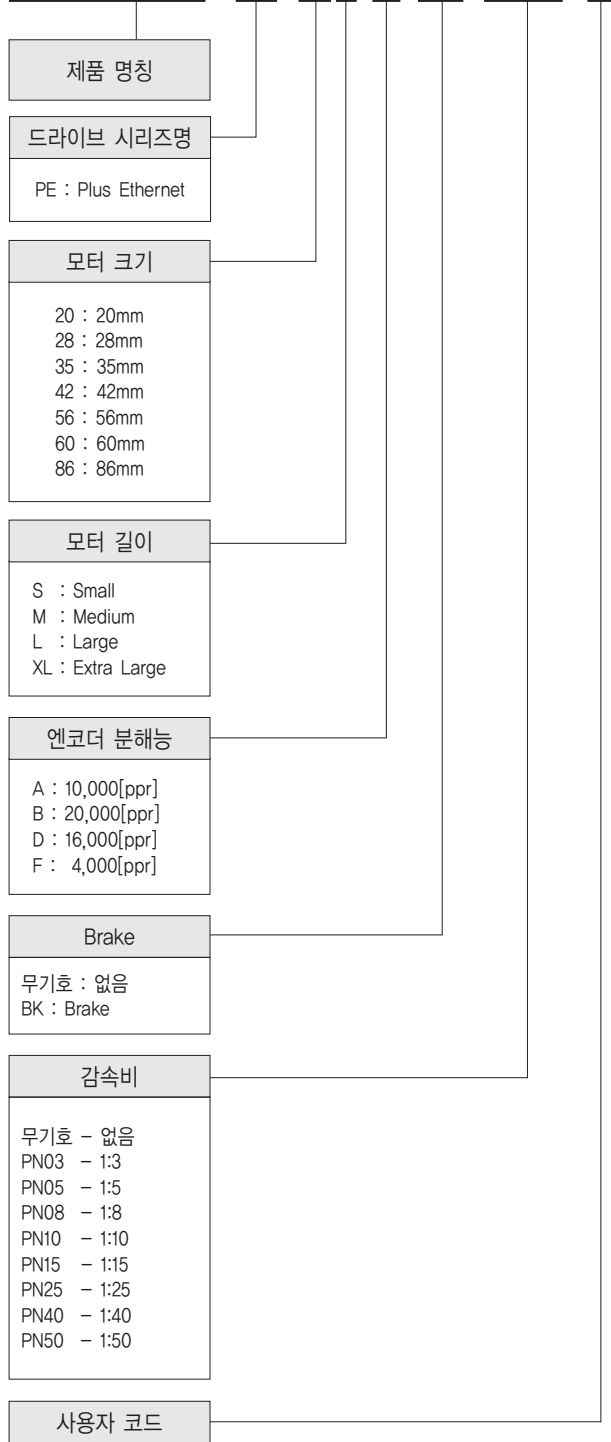 제품 명칭
드라이브 시리즈명
PE : Plus Ethernet
모터 크기
20 : 20mm
28 : 28mm
35 : 35mm
42 : 42mm
56 : 56mm
60 : 60mm
86 : 86mm
모터 길이
S : Small
M : Medium
L : Large
XL : Extra Large
엔코더 분해능
A : 10,000[ppr]
B : 20,000[ppr]
D : 16,000[ppr]
F : 4,000[ppr]
Brake
무기호 : 없음
BK : Brake
감속비
무기호 – 없음
PN03 – 1:3
PN05 – 1:5
PN08 – 1:8
PN10 – 1:10
PN15 – 1:15
PN25 – 1:25
PN40 – 1:40
PN50 – 1:50
사용자 코드